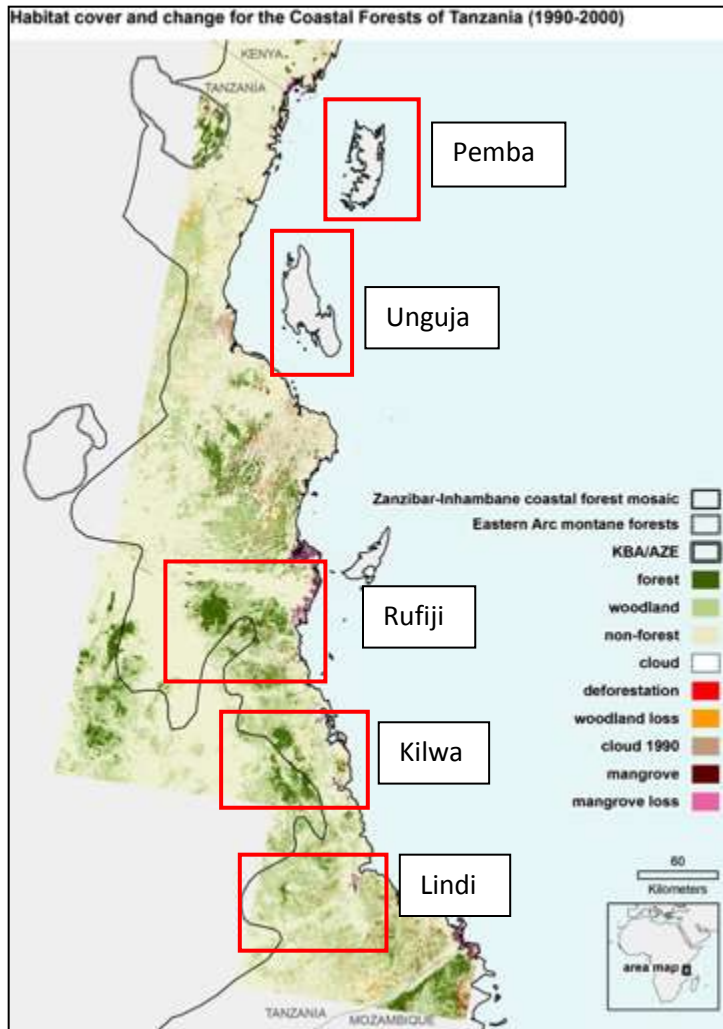 Habitat cover and change for the Coastal Forests of Tanzania (1990-2000)
KENYA
TANZANIA
Pemba
Unguja
Zanzibar-Inhambane coastal forest mosaic
Eastern Arc montane forests
KBA/AZE
forest
woodland
non-forest
cloud
deforestation
woodland loss
cloud 1990
mangrove
mangrove loss
Rufiji
Kilwa
Lindi
60
Kilometers
area map
TANZANIA
MOZAMBIQUE